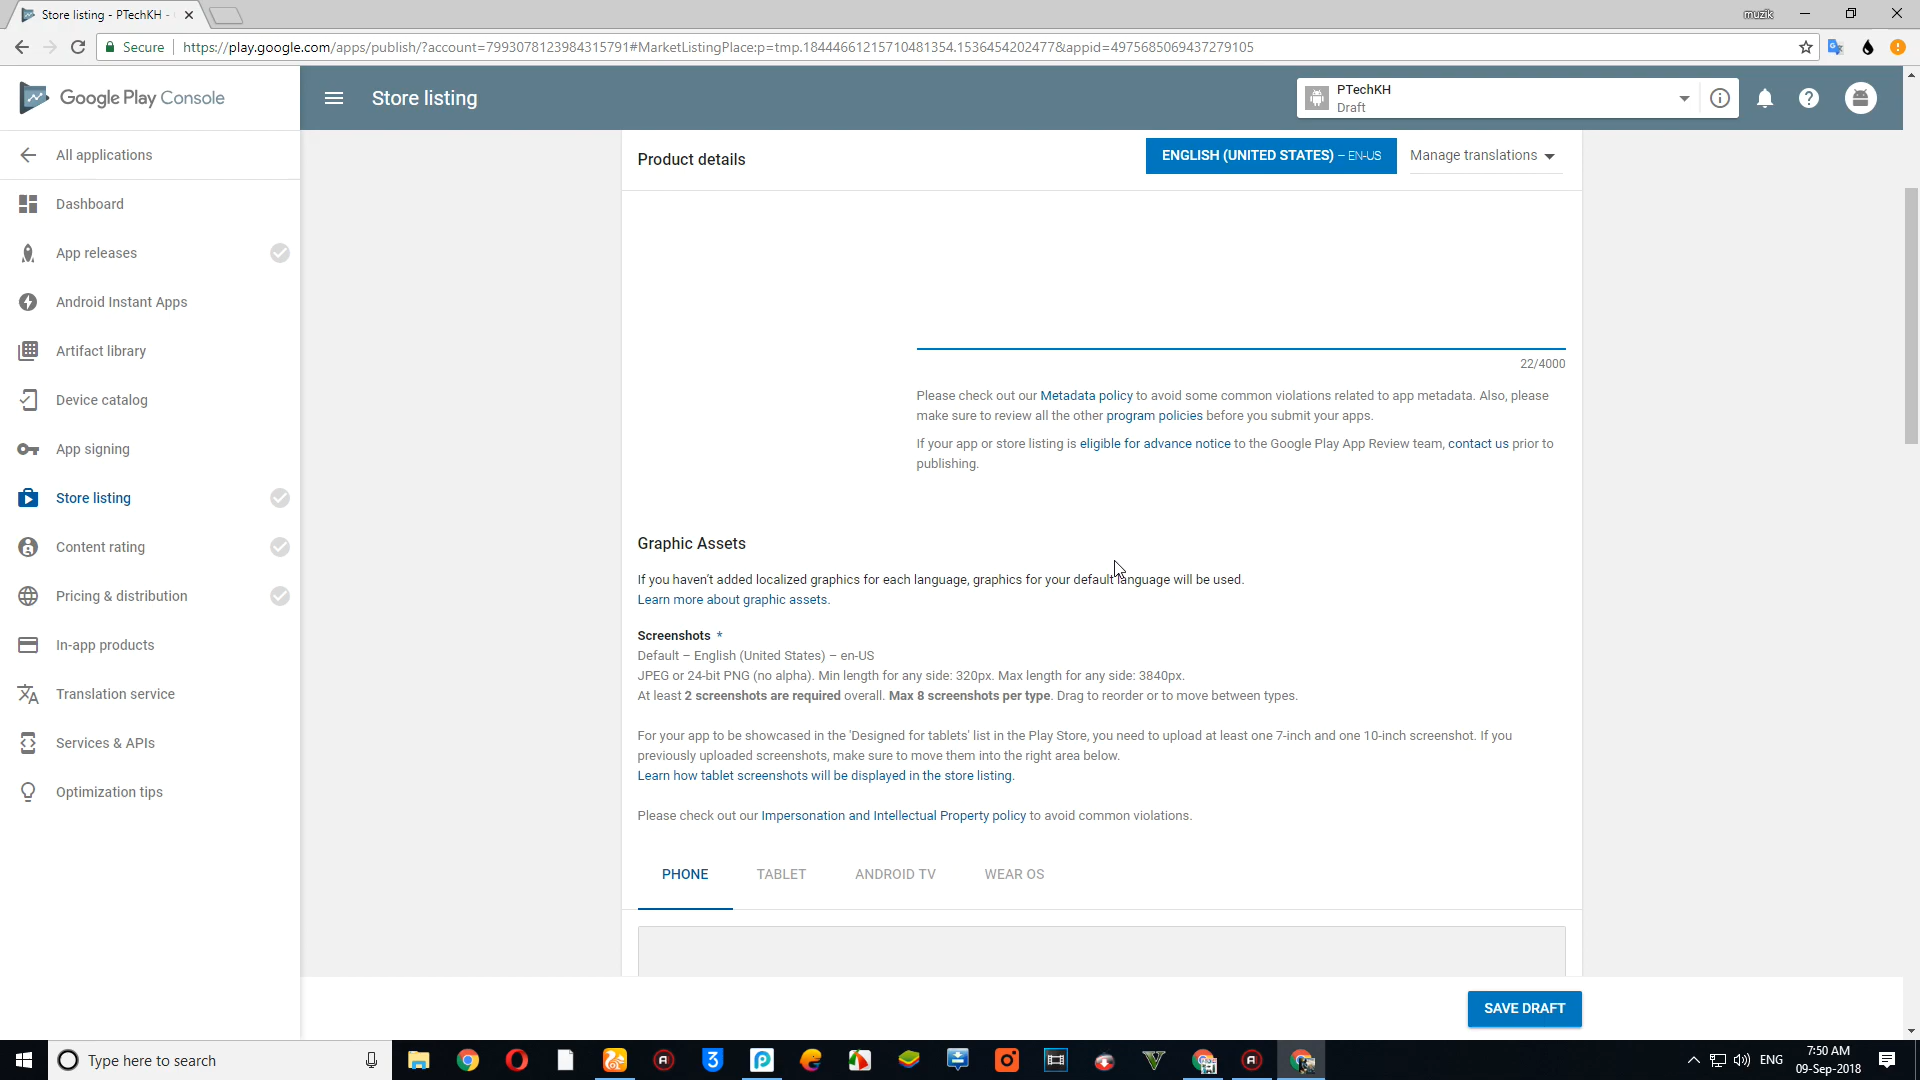 Store listing - PTechKH -
muzik
Secure
https://play.google.com/apps/publish/?account=7993078123984315791#MarketListingPlace:p=tmp.18444661215710481354.1536454202477&appid=4975685069437279105
Google Play Console
Store listing
PTechKH
Draft
All applications
Dashboard
App releases
Android Instant Apps
Artifact library
Device catalog
App signing
Store listing
Content rating
Pricing & distribution
In-app products
Translation service
Services & APIs
Optimization tips
Product details
ENGLISH (UNITED STATES) – EN-US
Manage translations
22/4000
Please check out our Metadata policy to avoid some common violations related to app metadata. Also, please
make sure to review all the other program policies before you submit your apps.
If your app or store listing is eligible for advance notice to the Google Play App Review team, contact us prior to
publishing.
Graphic Assets
If you haven't added localized graphics for each language, graphics for your default language will be used.
Learn more about graphic assets.
Screenshots *
Default – English (United States) – en-US
JPEG or 24-bit PNG (no alpha). Min length for any side: 320px. Max length for any side: 3840px.
At least 2 screenshots are required overall. Max 8 screenshots per type. Drag to reorder or to move between types.
For your app to be showcased in the 'Designed for tablets' list in the Play Store, you need to upload at least one 7-inch and one 10-inch screenshot. If you
previously uploaded screenshots, make sure to move them into the right area below.
Learn how tablet screenshots will be displayed in the store listing.
Please check out our Impersonation and Intellectual Property policy to avoid common violations.
PHONE
TABLET
ANDROID TV
WEAR OS
SAVE DRAFT
Type here to search
ENG
7:50 AM
09-Sep-2018